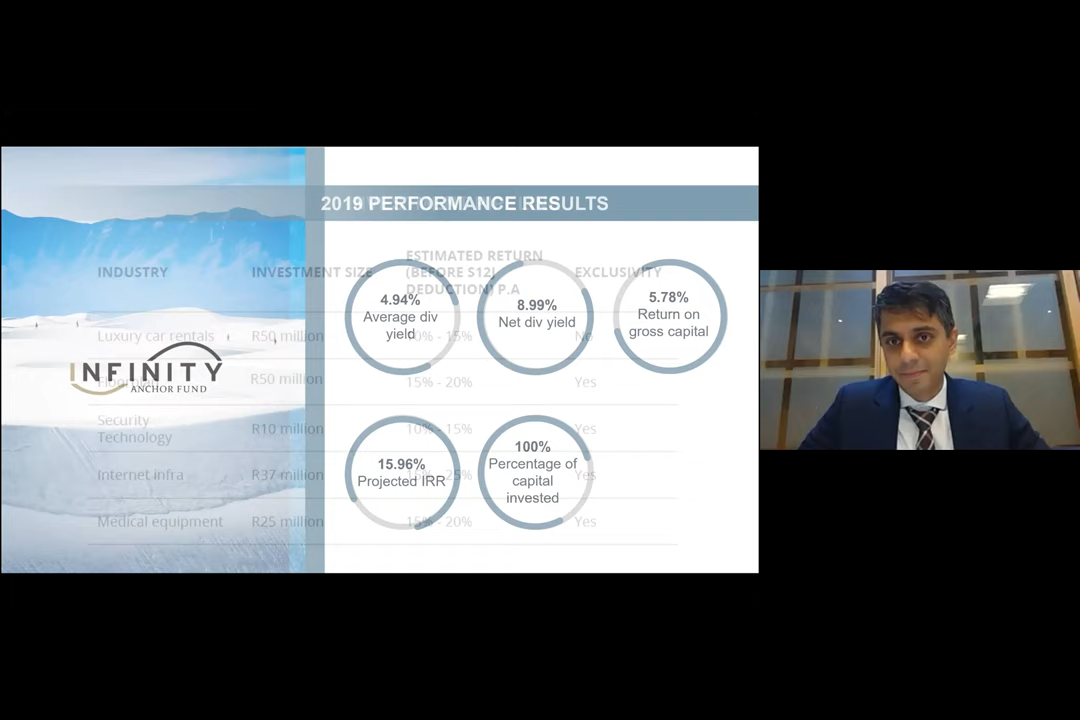 2019 PERFORMANCE RESULTS
4.94%
Average div
yield
8.99%
Net div yield
5.78%
Return on
gross capital
15.96%
Projected IRR
100%
Percentage of
capital
invested
INFINITY
ANCHOR FUND
INDUSTRY
INVESTMENT SIZE
ESTIMATED RETURN
(BEFORE S12J
DEDUCTION) P.A
EXCLUSIVITY
Luxury car rentals
R50 million
10% - 15%
No
R50 million
15% - 20%
Yes
Security
Technology
R10 million
10% - 15%
Yes
Internet infra
R37 million
Yes
Medical equipment
R25 million
15% - 20%
Yes